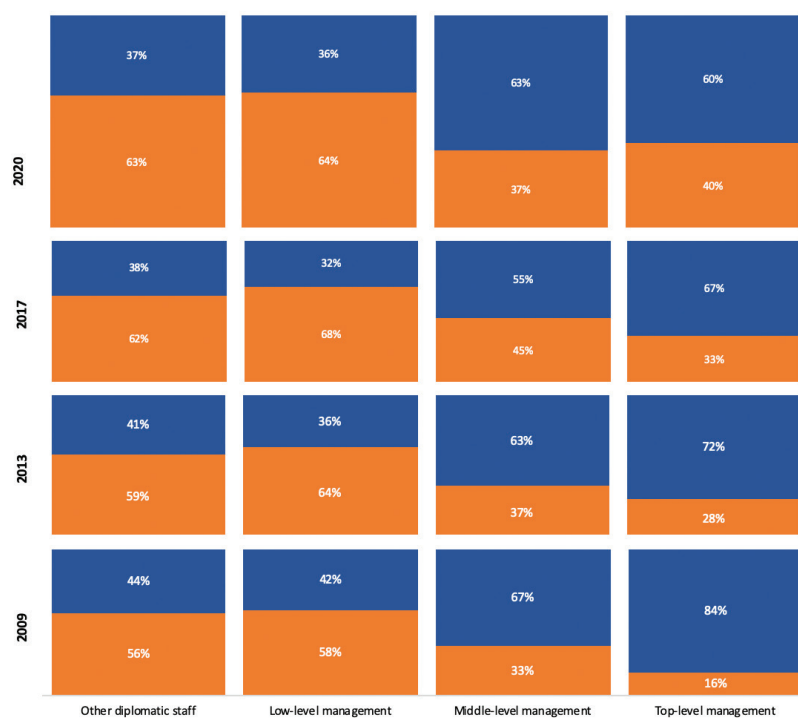 2020
37% 36% 63% 60%
63% 64% 37% 40%
2017
38% 32% 55% 67%
62% 68% 45% 33%
2013
41% 36% 63% 72%
59% 64% 37% 28%
2009
44% 42% 67% 84%
56% 58% 33% 16%
Other diplomatic staff Low-level management Middle-level management Top-level management